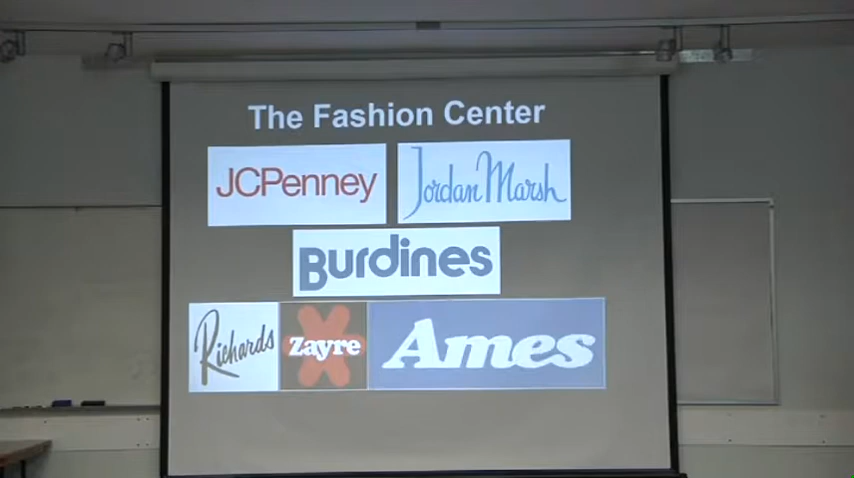 The Fashion Center
JCPenney
Jordan Marsh
Burdines
Richards
Zayre
Ames